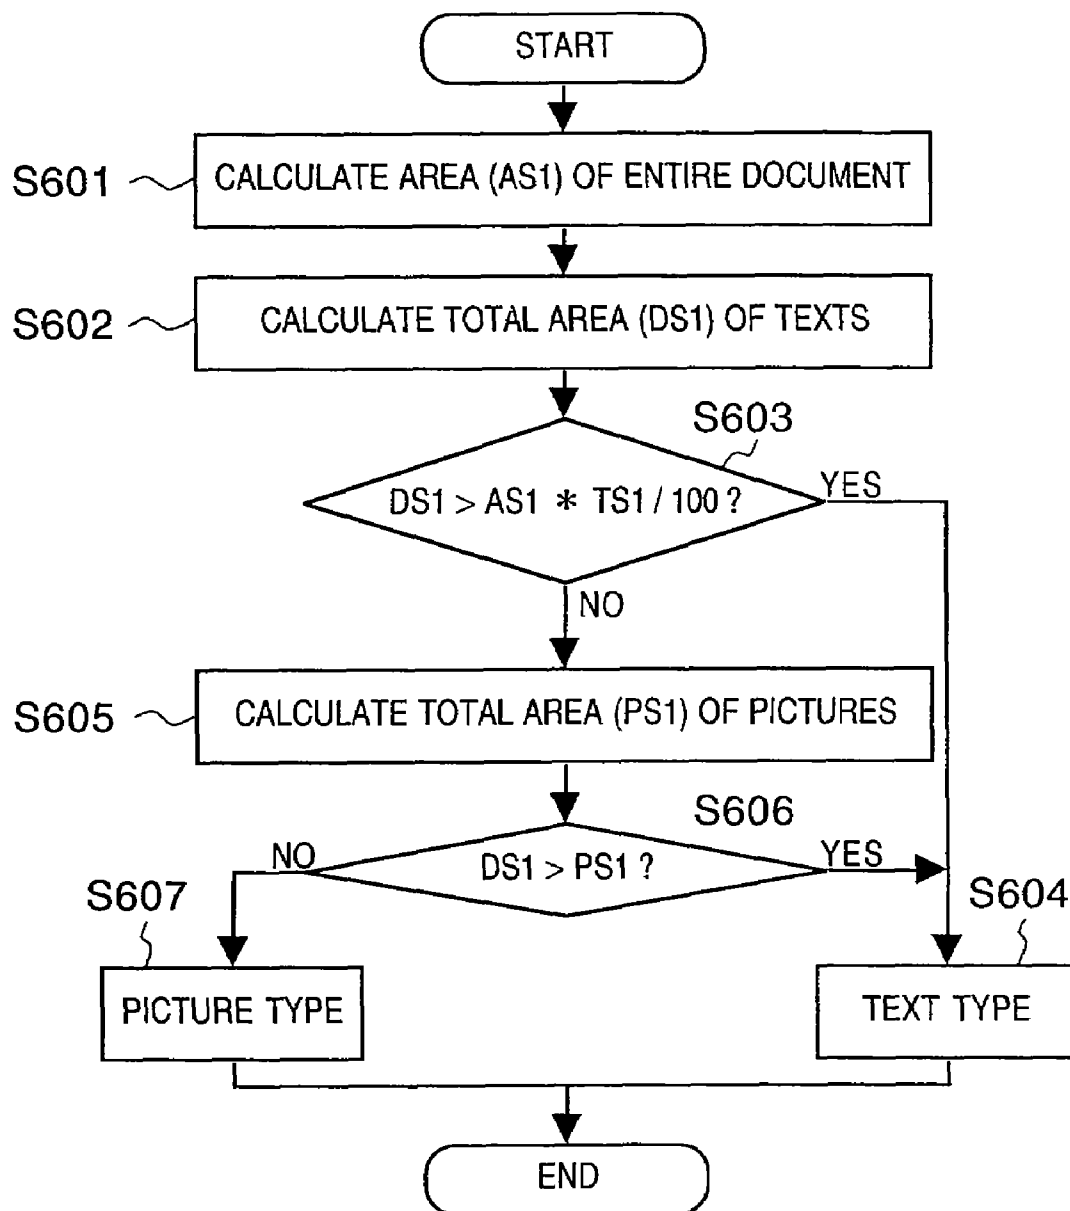 START
S601
CALCULATE AREA (AS1) OF ENTIRE DOCUMENT
S602
CALCULATE TOTAL AREA (DS1) OF TEXTS
S603
DS1 > AS1 * TS1 / 100 ?
YES
NO
S605
CALCULATE TOTAL AREA (PS1) OF PICTURES
S606
NO
DS1 > PS1 ?
YES
S607
S604
PICTURE TYPE
TEXT TYPE
END